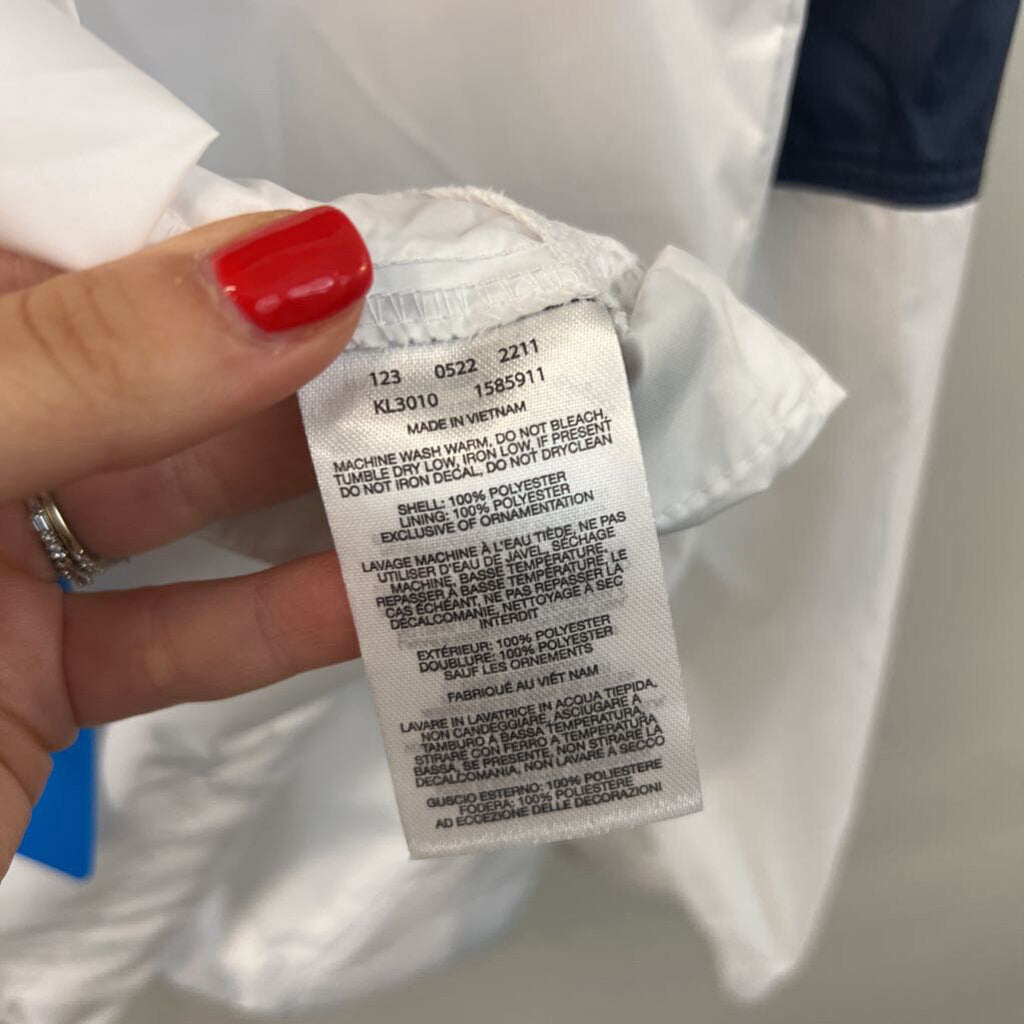 123 0522 2211
KL3010 1585911
MADE IN VIETNAM
MACHINE WASH WARM, DO NOT BLEACH,
TUMBLE DRY LOW, IRON LOW, IF PRESENT
DO NOT IRON DECAL, DO NOT DRYCLEAN
SHELL: 100% POLYESTER
LINING: 100% POLYESTER
EXCLUSIVE OF ORNAMENTATION
LAVAGE MACHINE À L'EAU TIÈDE, NE PAS
UTILISER D'EAU DE JAVEL, SÉCHAGE
MACHINE, BASSE TEMPÉRATURE,
REPASSER À BASSE TEMPÉRATURE, LE
CAS ÉCHÉANT, NE PAS REPASSER LA
DÉCALCOMANIE, NETTOYAGE À SEC
INTERDIT
EXTÉRIEUR: 100% POLYESTER
DOUBLURE: 100% POLYESTER
SAUF LES ORNEMENTS
FABRIQUÉ AU VIÊT NAM
LAVARE IN LAVATRICE IN ACQUA TIEPIDA,
NON CANDEGGIARE, ASCIUGARE A
TAMBURO A BASSA TEMPERATURA,
STIRARE CON FERRO A TEMPERATURA
BASSA, SE PRESENTE NON STIRARE LA
DECALCOMANIA, NON LAVARE A SECCO
GUSCIO ESTERNO: 100% POLIESTERE
FODERA: 100% POLIESTERE
AD ECCEZIONE DELLE DECORAZIONI